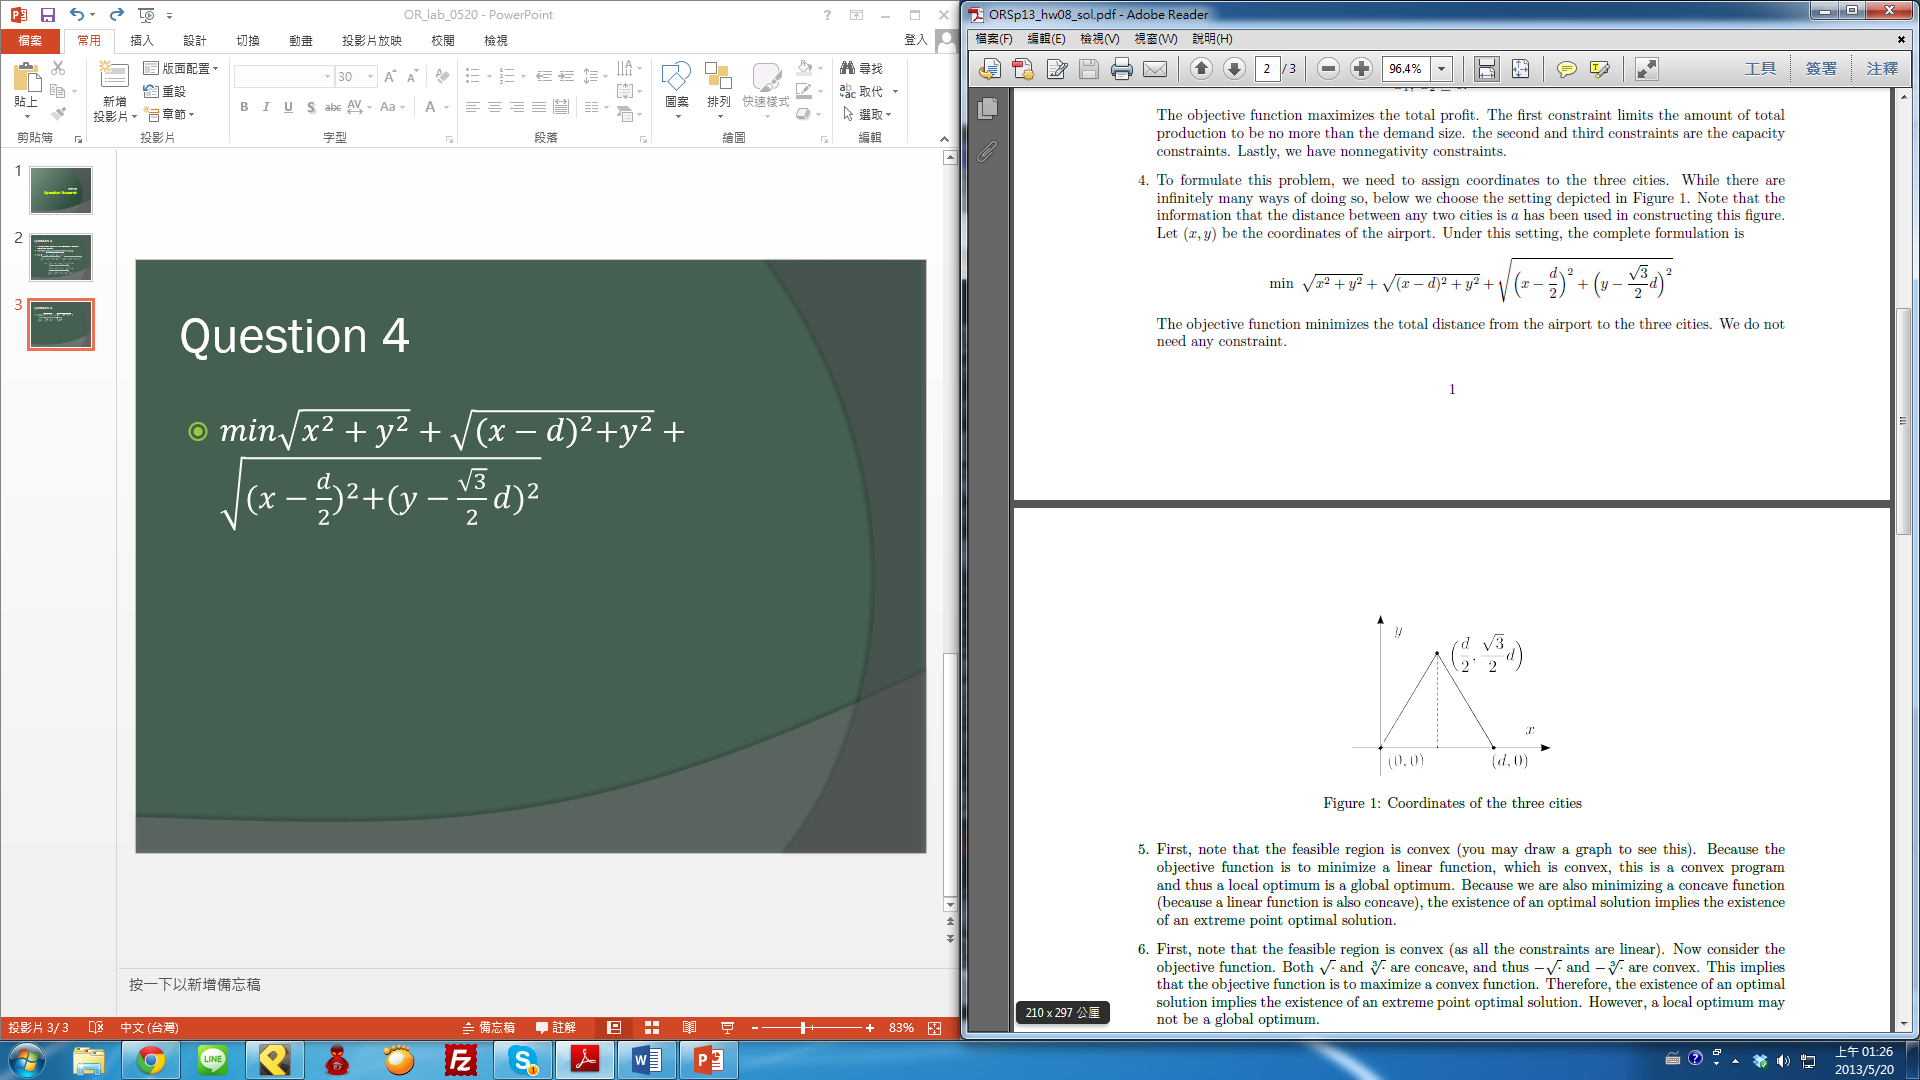 OR_lab_0520 - PowerPoint
檔案 常用 插入 設計 切換 動畫 投影片放映 校閱 檢視 登入
貼上 新增 投影片 版面配置 重設 章節 30 圖案 排列 快速樣式 尋找 取代 選取
剪貼簿 投影片 字型 段落 繪圖 編輯
1
2
3
Question 4
min√(x² + y²) + √((x − d)²+y²) +
√((x − d/2)²+(y − √3/2 d)²)
按一下以新增備忘稿
投影片 3/ 3 中文 (台灣) 備忘稿 註解 83%
ORSp13_hw08_sol.pdf - Adobe Reader
檔案(F) 編輯(E) 檢視(V) 視窗(W) 說明(H)
2 / 3 96.4% 工具 簽署 注釋
The objective function maximizes the total profit. The first constraint limits the amount of total
production to be no more than the demand size. the second and third constraints are the capacity
constraints. Lastly, we have nonnegativity constraints.
4. To formulate this problem, we need to assign coordinates to the three cities. While there are
infinitely many ways of doing so, below we choose the setting depicted in Figure 1. Note that the
information that the distance between any two cities is a has been used in constructing this figure.
Let (x, y) be the coordinates of the airport. Under this setting, the complete formulation is
min √(x² + y²) + √((x − d)² + y²) + √((x − d/2)² + (y − √3/2 d)²)
The objective function minimizes the total distance from the airport to the three cities. We do not
need any constraint.
1
y
(d/2, √3/2 d)
x
(0, 0) (d, 0)
Figure 1: Coordinates of the three cities
5. First, note that the feasible region is convex (you may draw a graph to see this). Because the
objective function is to minimize a linear function, which is convex, this is a convex program
and thus a local optimum is a global optimum. Because we are also minimizing a concave function
(because a linear function is also concave), the existence of an optimal solution implies the existence
of an extreme point optimal solution.
6. First, note that the feasible region is convex (as all the constraints are linear). Now consider the
objective function. Both √· and ∛· are concave, and thus −√· and −∛· are convex. This implies
that the objective function is to maximize a convex function. Therefore, the existence of an optimal
solution implies the existence of an extreme point optimal solution. However, a local optimum may
not be a global optimum.
210 x 297 公厘
上午 01:26
2013/5/20